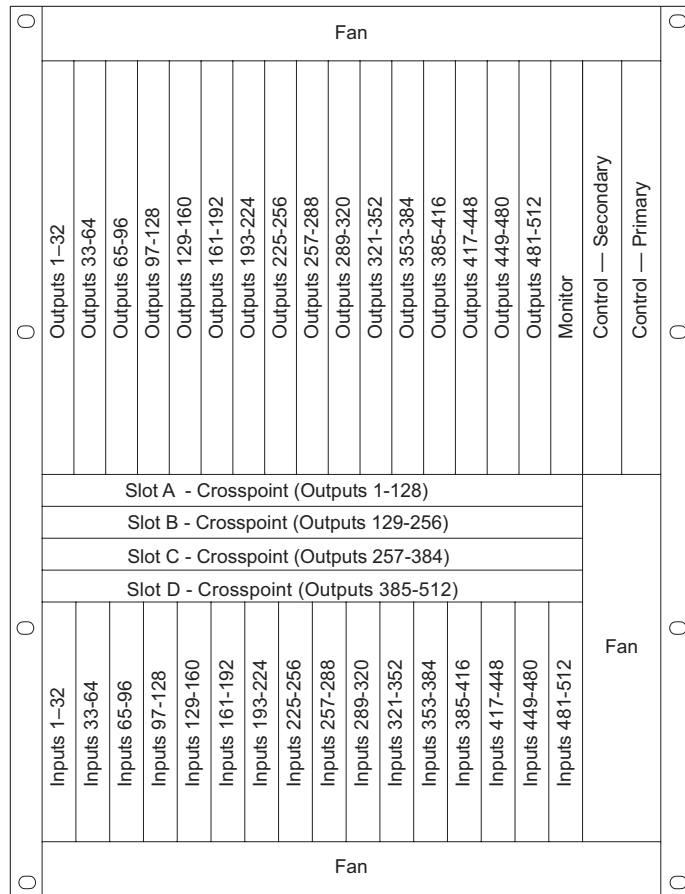 Fan
Outputs 1–32
Outputs 33-64
Outputs 65-96
Outputs 97-128
Outputs 129-160
Outputs 161-192
Outputs 193-224
Outputs 225-256
Outputs 257-288
Outputs 289-320
Outputs 321-352
Outputs 353-384
Outputs 385-416
Outputs 417-448
Outputs 449-480
Outputs 481-512
Monitor
Control — Secondary
Control — Primary
Slot A - Crosspoint (Outputs 1-128)
Slot B - Crosspoint (Outputs 129-256)
Slot C - Crosspoint (Outputs 257-384)
Slot D - Crosspoint (Outputs 385-512)
Inputs 1–32
Inputs 33-64
Inputs 65-96
Inputs 97-128
Inputs 129-160
Inputs 161-192
Inputs 193-224
Inputs 225-256
Inputs 257-288
Inputs 289-320
Inputs 321-352
Inputs 353-384
Inputs 385-416
Inputs 417-448
Inputs 449-480
Inputs 481-512
Fan
Fan